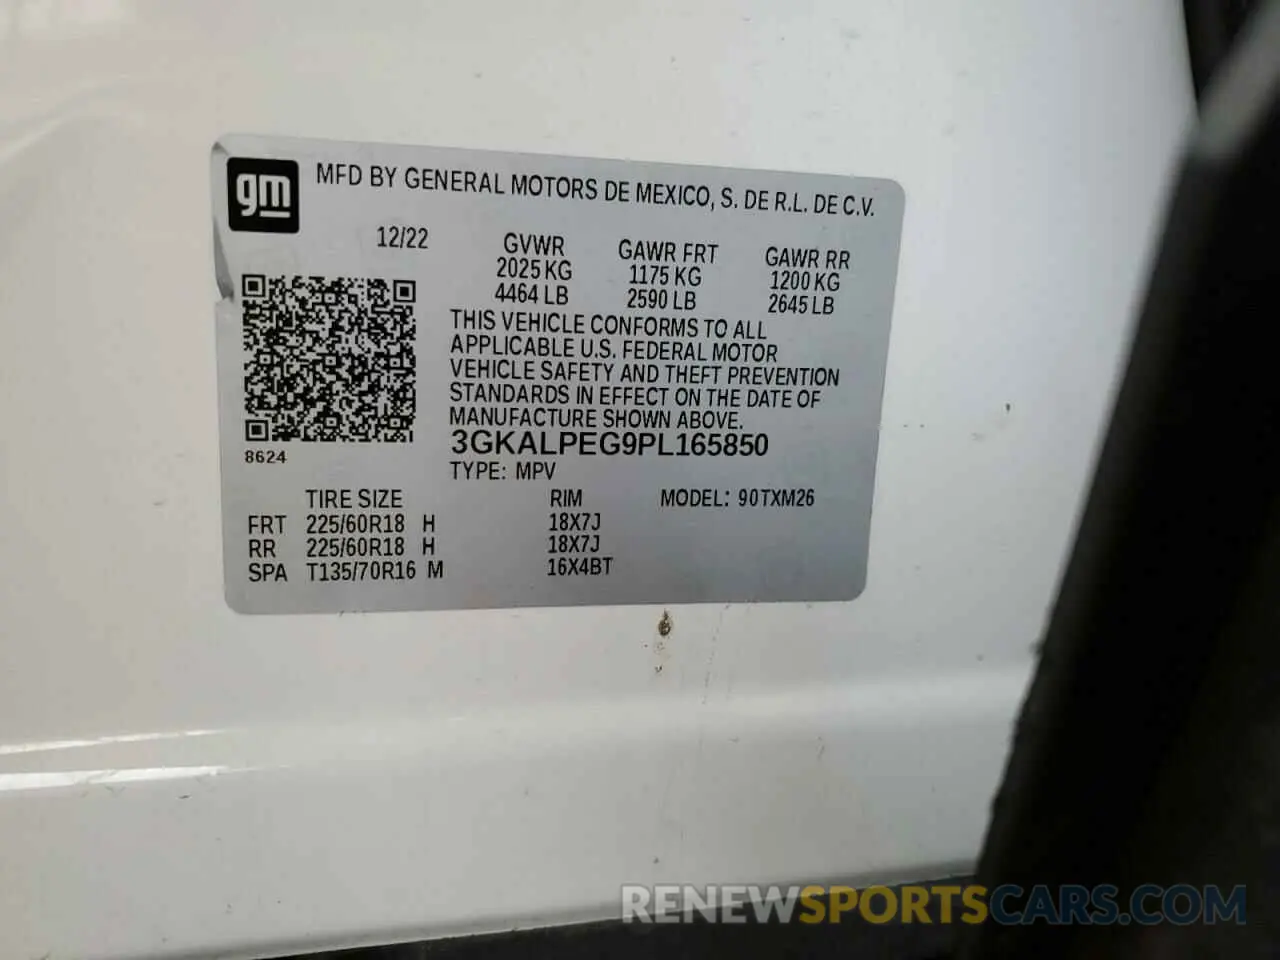 gm
MFD BY GENERAL MOTORS DE MEXICO, S. DE R.L. DE C.V.
12/22
GVWR GAWR FRT GAWR RR
2025 KG 1175 KG 1200 KG
4464 LB 2590 LB 2645 LB
THIS VEHICLE CONFORMS TO ALL
APPLICABLE U.S. FEDERAL MOTOR
VEHICLE SAFETY AND THEFT PREVENTION
STANDARDS IN EFFECT ON THE DATE OF
MANUFACTURE SHOWN ABOVE.
3GKALPEG9PL165850
8624
TYPE: MPV
TIRE SIZE RIM MODEL: 90TXM26
FRT 225/60R18 H 18X7J
RR 225/60R18 H 18X7J
SPA T135/70R16 M 16X4BT
RENEWSPORTSCARS.COM